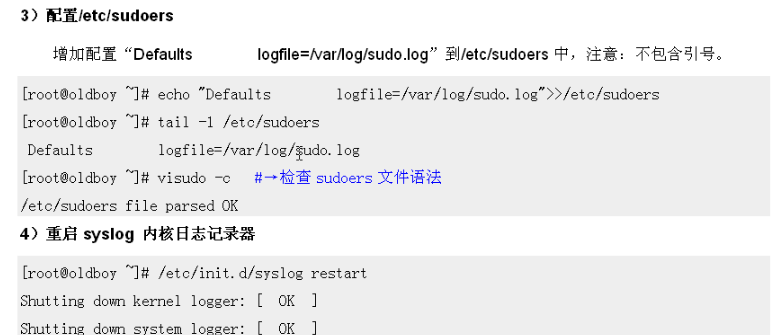 3）配置/etc/sudoers
增加配置“Defaults logfile=/var/log/sudo.log”到/etc/sudoers 中，注意：不包含引号。
[root@oldboy ~]# echo "Defaults logfile=/var/log/sudo.log">>/etc/sudoers
[root@oldboy ~]# tail -1 /etc/sudoers
Defaults logfile=/var/log/sudo.log
[root@oldboy ~]# visudo -c #→检查 sudoers 文件语法
/etc/sudoers file parsed OK
4）重启 syslog 内核日志记录器
[root@oldboy ~]# /etc/init.d/syslog restart
Shutting down kernel logger: [ OK ]
Shutting down system logger: [ OK ]